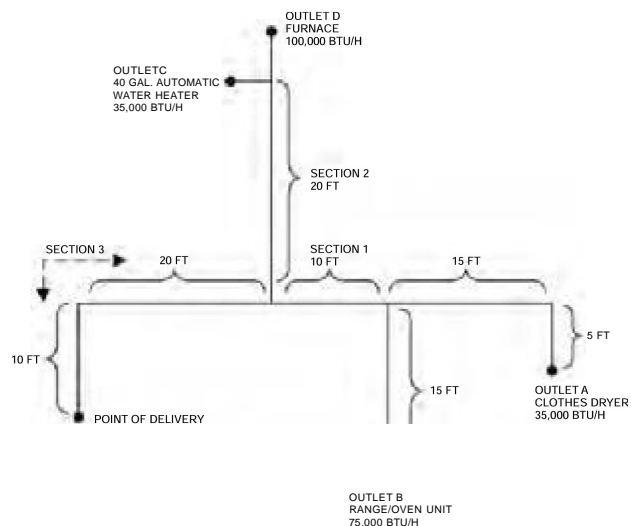 OUTLET D
FURNACE
100,000 BTU/H
OUTLETC
40 GAL. AUTOMATIC
WATER HEATER
35,000 BTU/H
SECTION 2
20 FT
SECTION 3
20 FT
SECTION 1
10 FT
15 FT
10 FT
5 FT
15 FT
POINT OF DELIVERY
OUTLET A
CLOTHES DRYER
35,000 BTU/H
OUTLET B
RANGE/OVEN UNIT
75.000 BTU/H